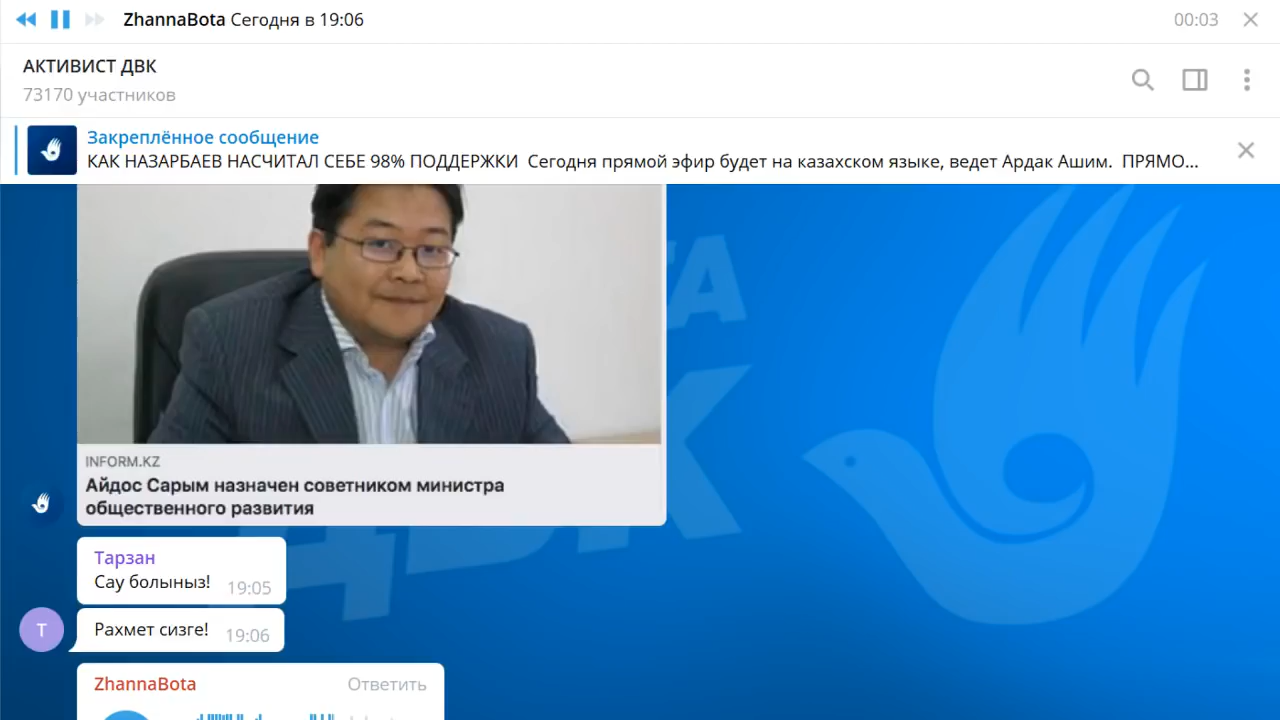 ZhannaBota Сегодня в 19:06
00:03
АКТИВИСТ ДВК
73170 участников
Закреплённое сообщение
КАК НАЗАРБАЕВ НАСЧИТАЛ СЕБЕ 98% ПОДДЕРЖКИ Сегодня прямой эфир будет на казахском языке, ведет Ардак Ашим. ПРЯМО...
ТА
ДВК
INFORM.KZ
Айдос Сарым назначен советником министра
общественного развития
Тарзан
Сау болыныз! 19:05
Т
Рахмет сизге! 19:06
ZhannaBota Ответить